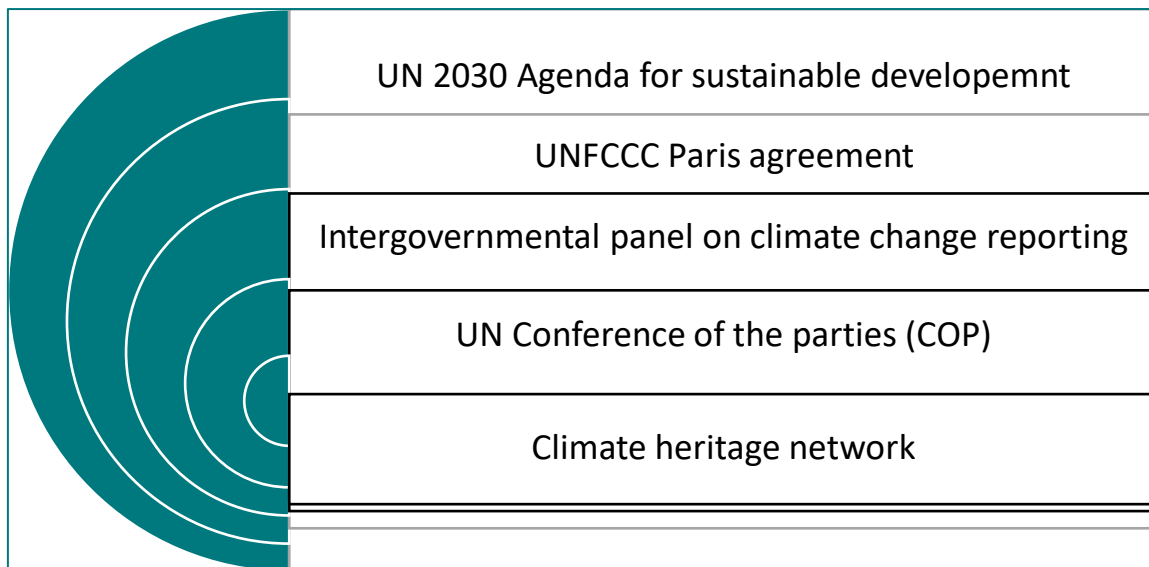 UN 2030 Agenda for sustainable developemnt
UNFCCC Paris agreement
Intergovernmental panel on climate change reporting
UN Conference of the parties (COP)
Climate heritage network